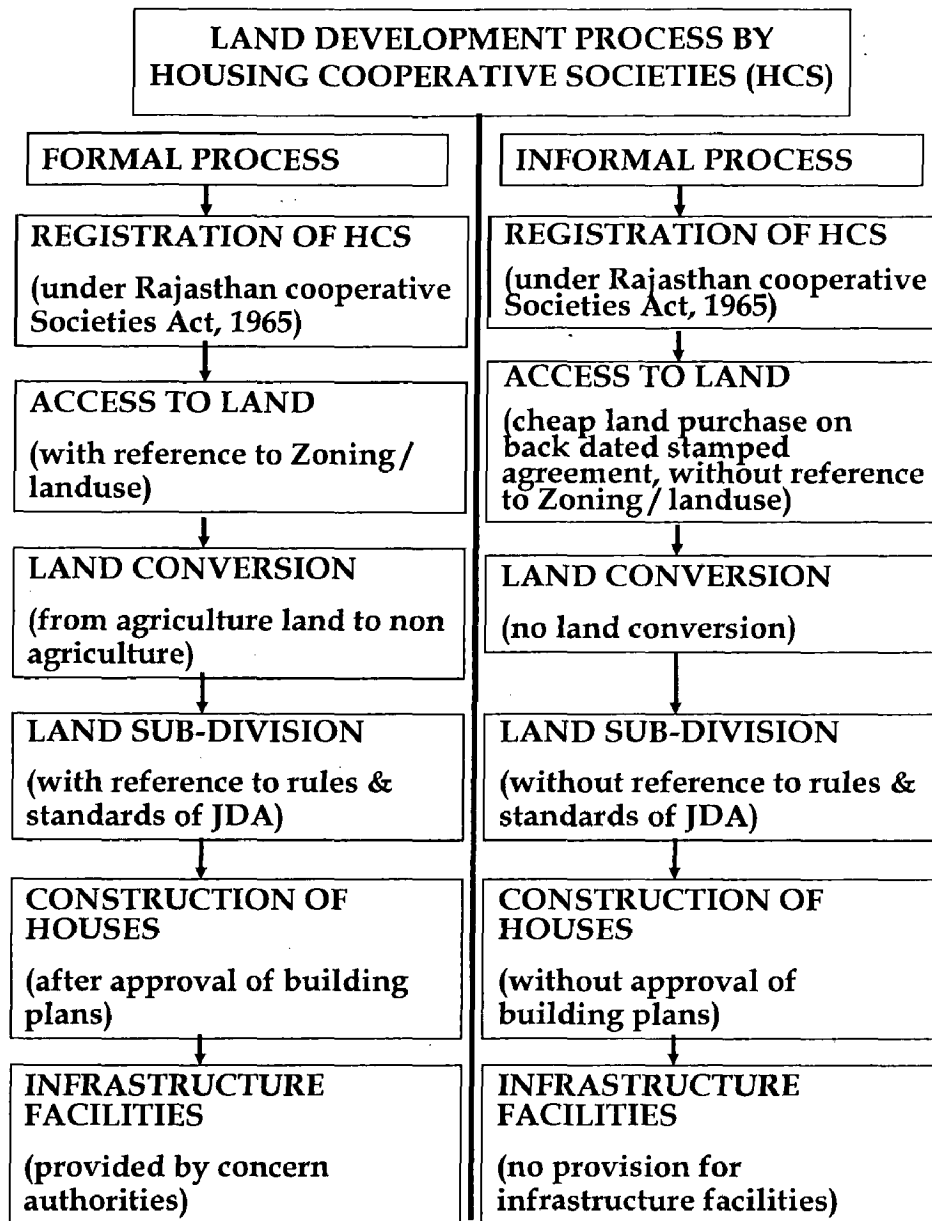 LAND DEVELOPMENT PROCESS BY
HOUSING COOPERATIVE SOCIETIES (HCS)
FORMAL PROCESS
REGISTRATION OF HCS
(under Rajasthan cooperative
Societies Act, 1965)
ACCESS TO LAND
(with reference to Zoning/
landuse)
LAND CONVERSION
(from agriculture land to non
agriculture)
LAND SUB-DIVISION
(with reference to rules &
standards of JDA)
CONSTRUCTION OF
HOUSES
(after approval of building
plans)
INFRASTRUCTURE
FACILITIES
(provided by concern
authorities)
INFORMAL PROCESS
REGISTRATION OF HCS
(under Rajasthan cooperative
Societies Act, 1965)
ACCESS TO LAND
(cheap land purchase on
back dated stamped
agreement, without reference
to Zoning/ landuse)
LAND CONVERSION
(no land conversion)
LAND SUB-DIVISION
(without reference to rules &
standards of JDA)
CONSTRUCTION OF
HOUSES
(without approval of
building plans)
INFRASTRUCTURE
FACILITIES
(no provision for
infrastructure facilities)